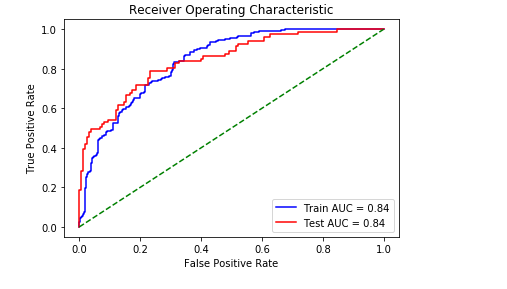 Receiver Operating Characteristic
True Positive Rate
1.0
0.8
0.6
0.4
0.2
0.0
Train AUC = 0.84
Test AUC = 0.84
0.0 0.2 0.4 0.6 0.8 1.0
False Positive Rate